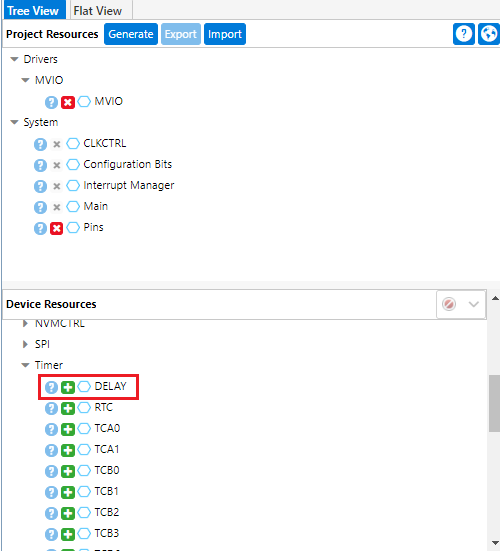 Tree View Flat View
Project Resources Generate Export Import ?
Drivers
MVIO
? MVIO
System
? CLKCTRL
? Configuration Bits
? Interrupt Manager
? Main
? Pins
Device Resources
NVMCTRL
SPI
Timer
? DELAY
? RTC
? TCA0
? TCA1
? TCB0
? TCB1
? TCB2
? TCB3